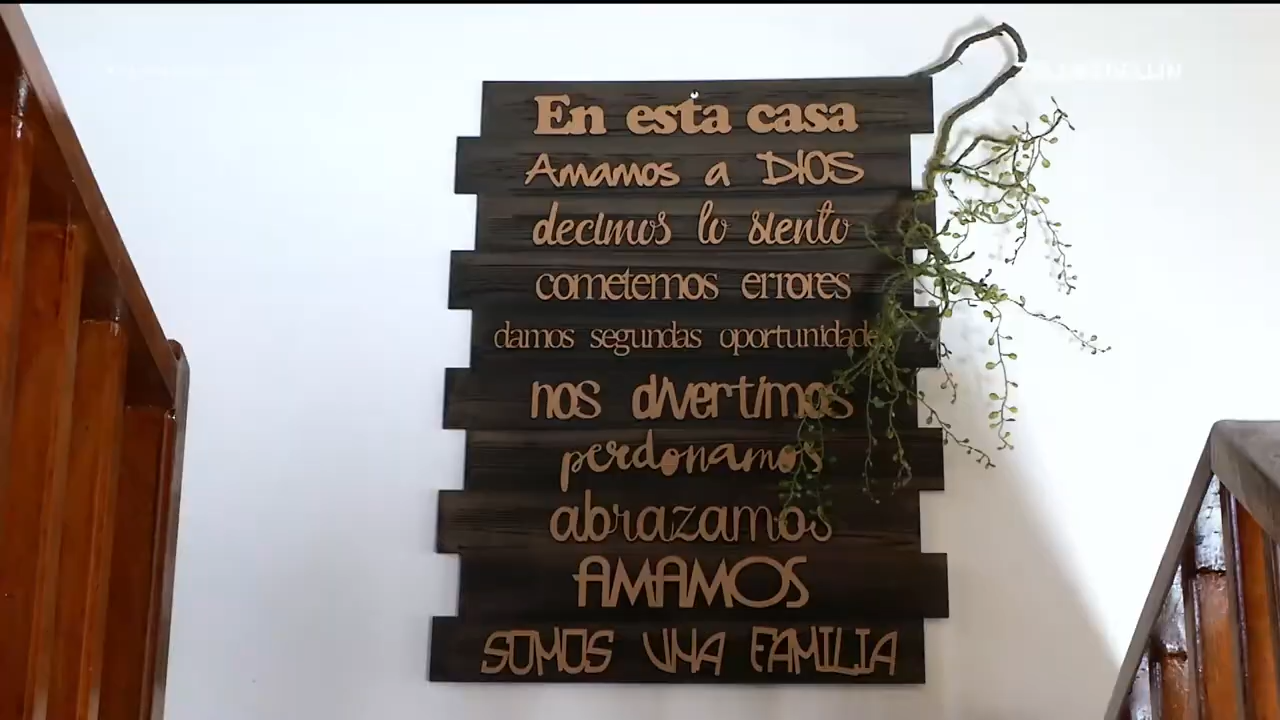 En esta casa
Amamos a DIOS
decimos lo siento
cometemos errores
damos segundas oportunidade
nos divertimos
perdonamos
abrazamos
AMAMOS
SOMOS UNA FAMILIA